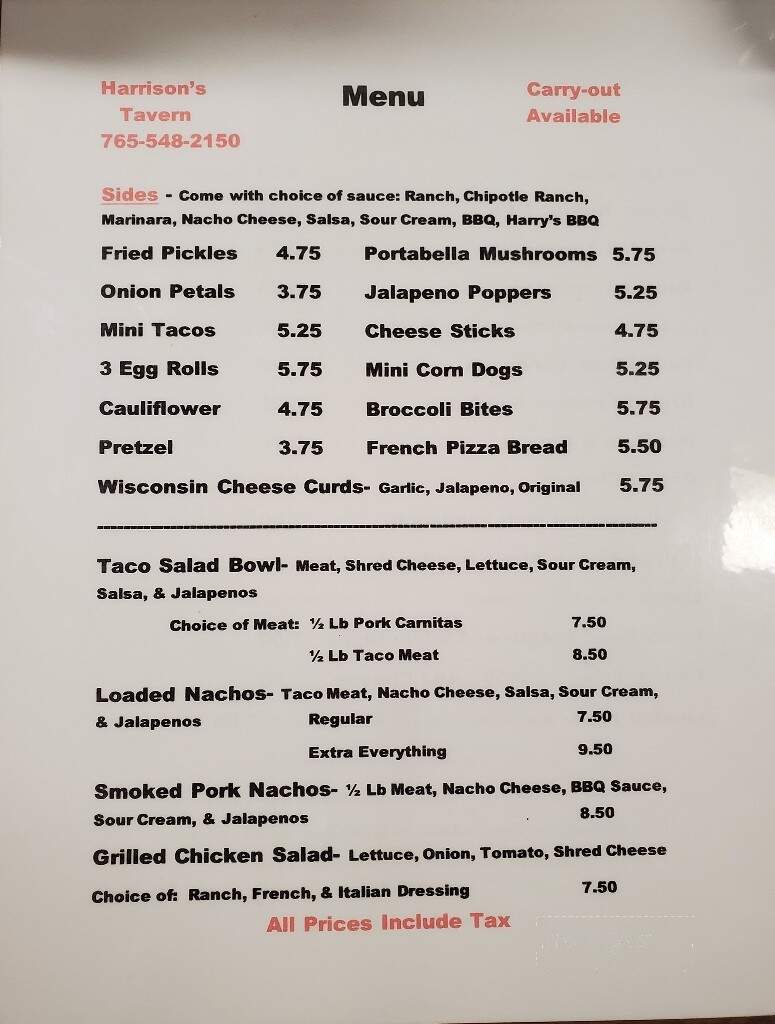 Harrison's Menu Carry-out
Tavern Available
765-548-2150
Sides - Come with choice of sauce: Ranch, Chipotle Ranch,
Marinara, Nacho Cheese, Salsa, Sour Cream, BBQ, Harry's BBQ
Fried Pickles 4.75 Portabella Mushrooms 5.75
Onion Petals 3.75 Jalapeno Poppers 5.25
Mini Tacos 5.25 Cheese Sticks 4.75
3 Egg Rolls 5.75 Mini Corn Dogs 5.25
Cauliflower 4.75 Broccoli Bites 5.75
Pretzel 3.75 French Pizza Bread 5.50
Wisconsin Cheese Curds- Garlic, Jalapeno, Original 5.75
Taco Salad Bowl- Meat, Shred Cheese, Lettuce, Sour Cream,
Salsa, & Jalapenos
Choice of Meat: ½ Lb Pork Carnitas 7.50
½ Lb Taco Meat 8.50
Loaded Nachos- Taco Meat, Nacho Cheese, Salsa, Sour Cream,
& Jalapenos Regular 7.50
Extra Everything 9.50
Smoked Pork Nachos- ½ Lb Meat, Nacho Cheese, BBQ Sauce,
Sour Cream, & Jalapenos 8.50
Grilled Chicken Salad- Lettuce, Onion, Tomato, Shred Cheese
Choice of: Ranch, French, & Italian Dressing 7.50
All Prices Include Tax